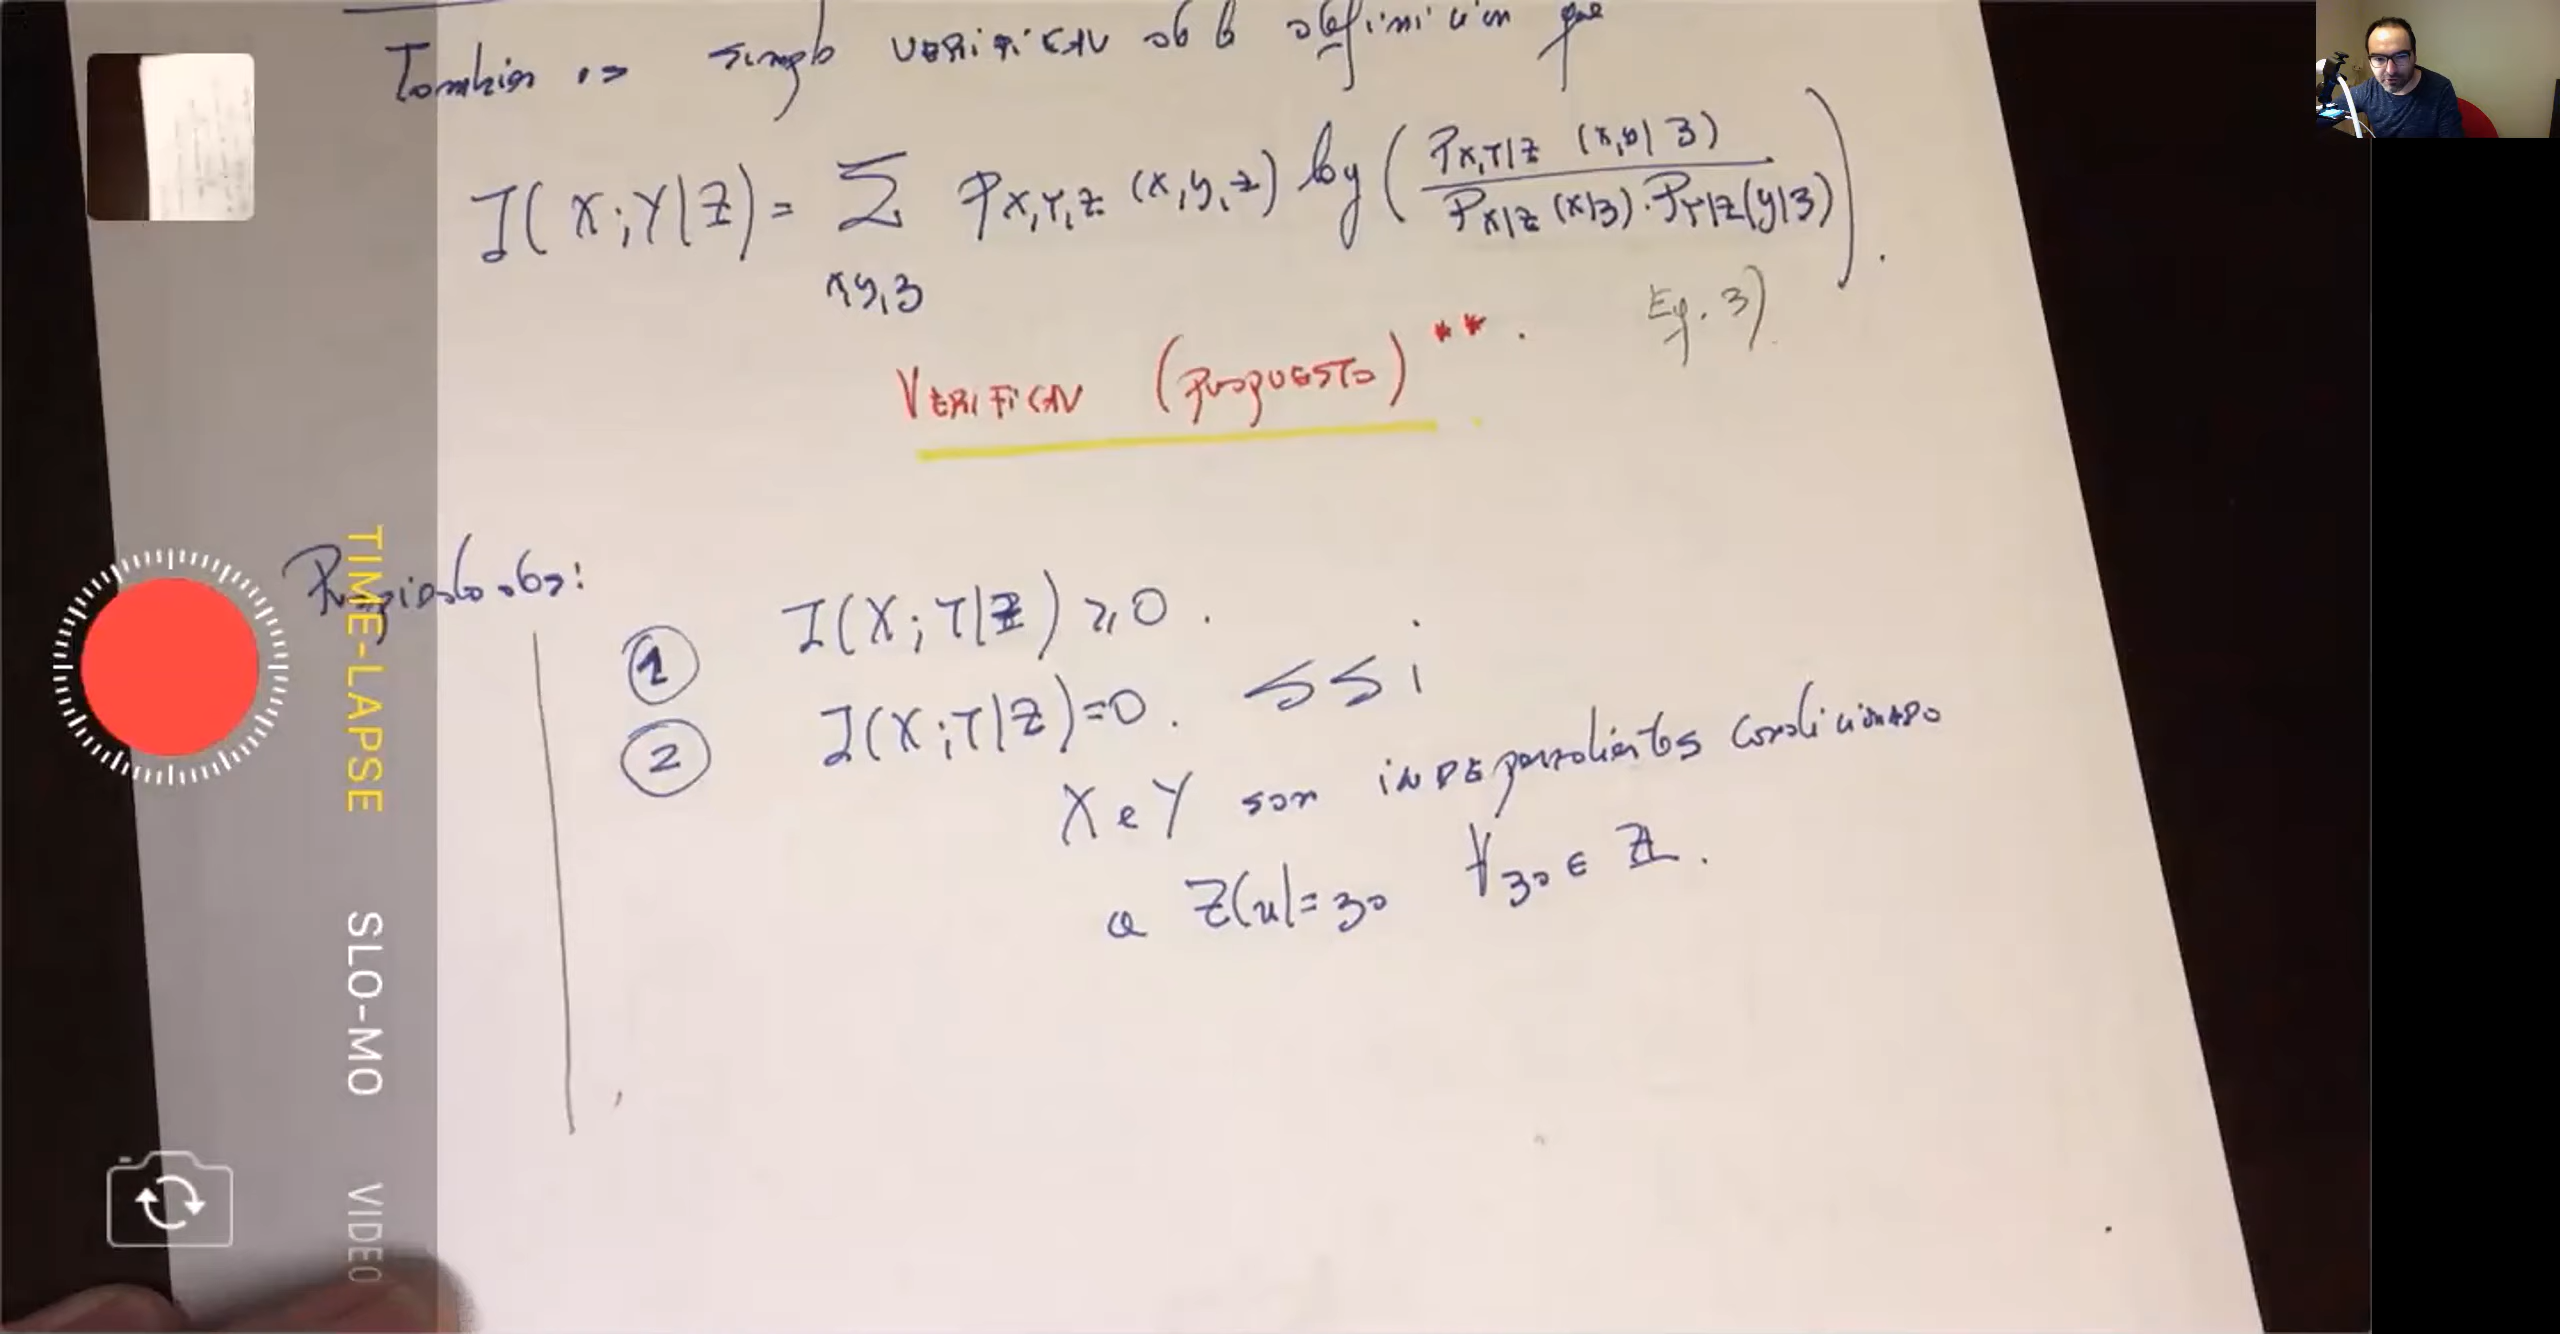 También es simple verificar de la definición que
I(X;Y|Z) = Σ P_{X,Y,Z} (x,y,z) log ( P_{X,Y|Z} (x,y|z) / P_{X|Z} (x|z) · P_{Y|Z} (y|z) ).
x,y,z
Eq. 3)
VERIFICAR (propuesto) ** .
Propiedades:
① I(X;Y|Z) ≥ 0 .
② I(X;Y|Z) = 0 . SSi
X e Y son INDEpendientes condicionado
a Z(u) = z₀ ∀ z₀ ∈ Z .
TIME-LAPSE
SLO-MO
VIDEO